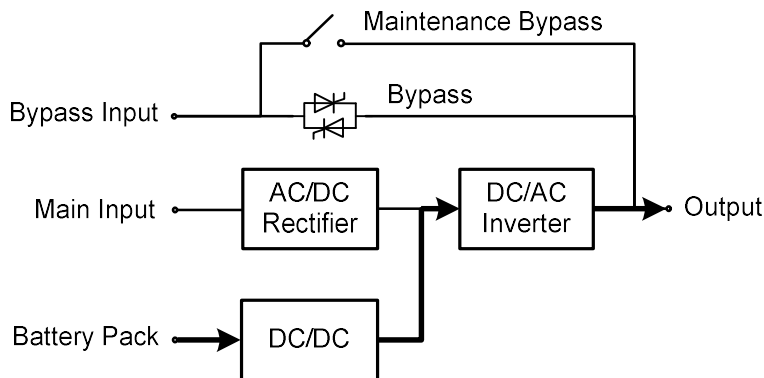 Maintenance Bypass
Bypass
Bypass Input
AC/DC
Rectifier
DC/AC
Inverter
Main Input
Output
Battery Pack
DC/DC